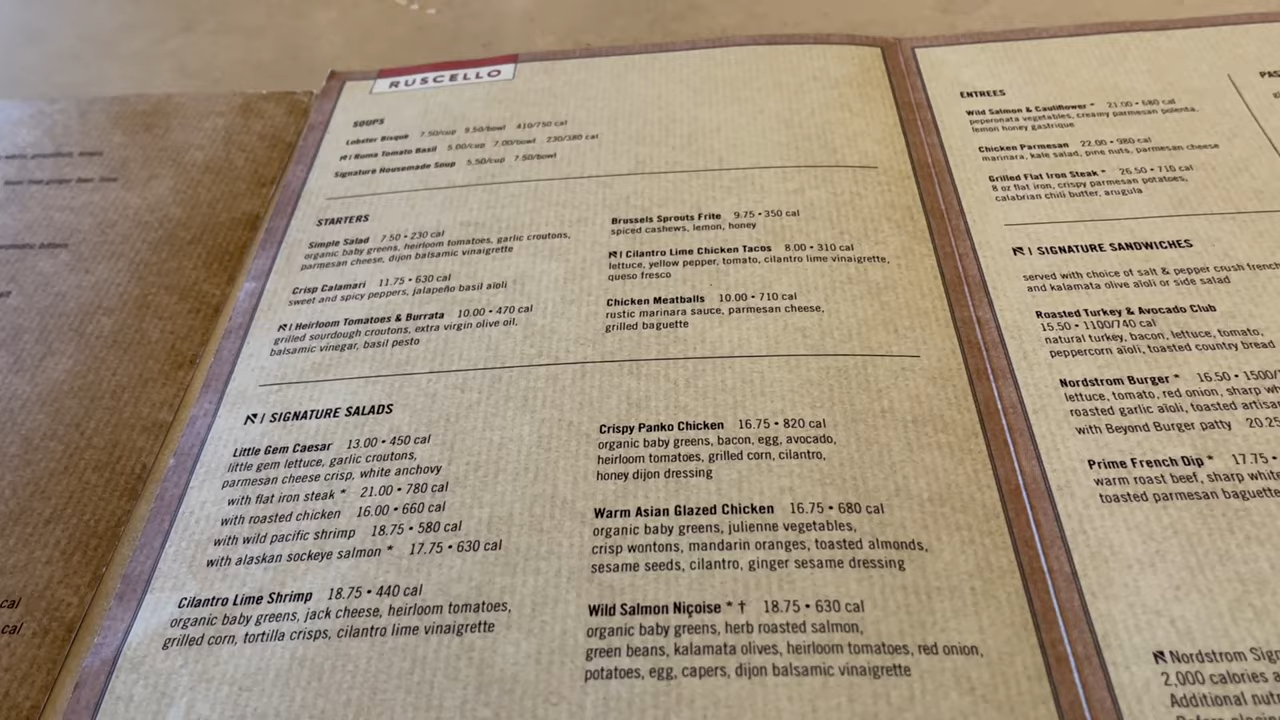 RUSCELLO
SOUPS
Lobster Bisque 7.50/cup 9.50/bowl 410/750 cal
| Roma Tomato Basil 5.00/cup 7.00/bowl 230/380 cal
Signature Housemade Soup 5.50/cup 7.50/bowl
STARTERS
Simple Salad 7.50 • 230 cal
organic baby greens, heirloom tomatoes, garlic croutons,
parmesan cheese, dijon balsamic vinaigrette
Crisp Calamari 11.75 • 630 cal
sweet and spicy peppers, jalapeño basil aïoli
| Heirloom Tomatoes & Burrata 10.00 • 470 cal
grilled sourdough croutons, extra virgin olive oil,
balsamic vinegar, basil pesto
Brussels Sprouts Frite 9.75 • 350 cal
spiced cashews, lemon, honey
| Cilantro Lime Chicken Tacos 8.00 • 310 cal
lettuce, yellow pepper, tomato, cilantro lime vinaigrette,
queso fresco
Chicken Meatballs 10.00 • 710 cal
rustic marinara sauce, parmesan cheese,
grilled baguette
| SIGNATURE SALADS
Little Gem Caesar 13.00 • 450 cal
little gem lettuce, garlic croutons,
parmesan cheese crisp, white anchovy
with flat iron steak * 21.00 • 780 cal
with roasted chicken 16.00 • 660 cal
with wild pacific shrimp 18.75 • 580 cal
with alaskan sockeye salmon * 17.75 • 630 cal
Cilantro Lime Shrimp 18.75 • 440 cal
organic baby greens, jack cheese, heirloom tomatoes,
grilled corn, tortilla crisps, cilantro lime vinaigrette
Crispy Panko Chicken 16.75 • 820 cal
organic baby greens, bacon, egg, avocado,
heirloom tomatoes, grilled corn, cilantro,
honey dijon dressing
Warm Asian Glazed Chicken 16.75 • 680 cal
organic baby greens, julienne vegetables,
crisp wontons, mandarin oranges, toasted almonds,
sesame seeds, cilantro, ginger sesame dressing
Wild Salmon Niçoise * † 18.75 • 630 cal
organic baby greens, herb roasted salmon,
green beans, kalamata olives, heirloom tomatoes, red onion,
potatoes, egg, capers, dijon balsamic vinaigrette
ENTREES
Wild Salmon & Cauliflower * 21.00 • 680 cal
peperonata vegetables, creamy parmesan polenta,
lemon honey gastrique
Chicken Parmesan 22.00 • 980 cal
marinara, kale salad, pine nuts, parmesan cheese
Grilled Flat Iron Steak * 26.50 • 710 cal
8 oz flat iron, crispy parmesan potatoes,
calabrian chili butter, arugula
| SIGNATURE SANDWICHES
served with choice of salt & pepper crush french
and kalamata olive aïoli or side salad
Roasted Turkey & Avocado Club
15.50 • 1100/740 cal
natural turkey, bacon, lettuce, tomato,
peppercorn aïoli, toasted country bread
Nordstrom Burger * 16.50 • 1500/
lettuce, tomato, red onion, sharp wh
roasted garlic aïoli, toasted artisa
with Beyond Burger patty 20.25
Prime French Dip * 17.75 •
warm roast beef, sharp white
toasted parmesan baguette
Nordstrom Sig
2,000 calories a
Additional nut
PAS
cal
cal